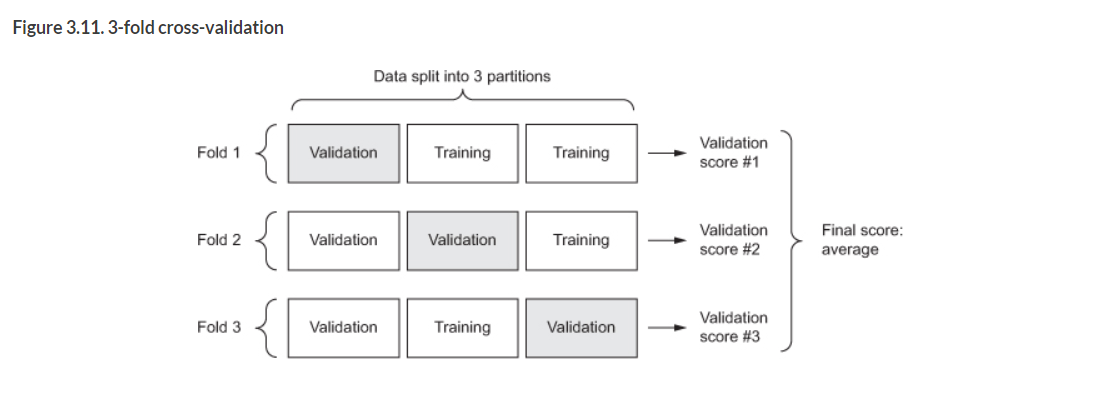 Figure 3.11. 3-fold cross-validation
Data split into 3 partitions
Fold 1
Validation
Training
Training
Validation
score #1
Fold 2
Validation
Validation
Training
Validation
score #2
Final score:
average
Fold 3
Validation
Training
Validation
Validation
score #3